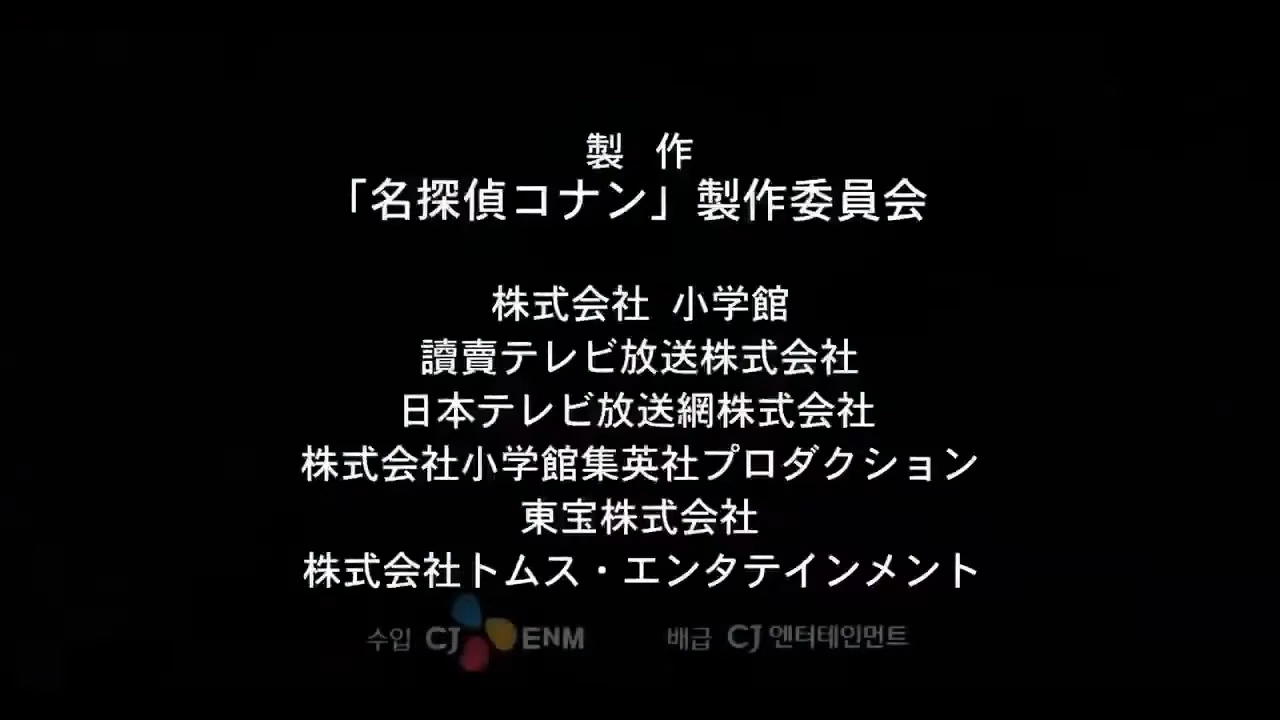 製 作
「名探偵コナン」製作委員会
株式会社 小学館
讀賣テレビ放送株式会社
日本テレビ放送網株式会社
株式会社小学館集英社プロダクション
東宝株式会社
株式会社トムス・エンタテインメント
수입 CJ ENM 배급 CJ 엔터테인먼트